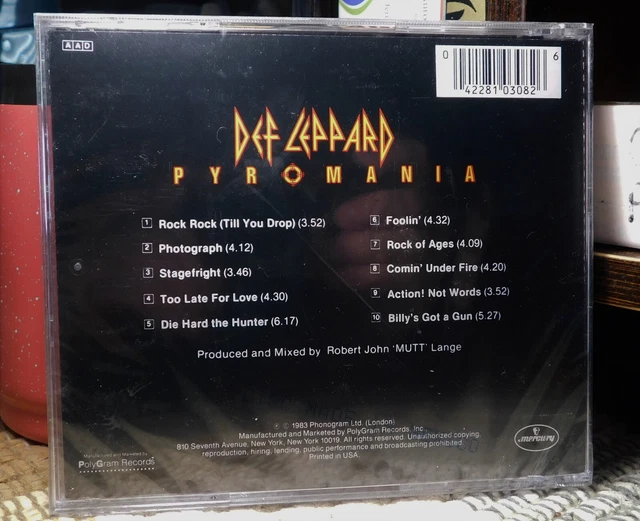 AAD
0 42281 03082 6
DEF LEPPARD
PYROMANIA
1 Rock Rock (Till You Drop) (3.52)
2 Photograph (4.12)
3 Stagefright (3.46)
4 Too Late For Love (4.30)
5 Die Hard the Hunter (6.17)
6 Foolin' (4.32)
7 Rock of Ages (4.09)
8 Comin' Under Fire (4.20)
9 Action! Not Words (3.52)
10 Billy's Got a Gun (5.27)
Produced and Mixed by Robert John 'MUTT' Lange
℗ © 1983 Phonogram Ltd. (London)
Manufactured and Marketed by PolyGram Records, Inc.
810 Seventh Avenue, New York, New York 10019. All rights reserved. Unauthorized copying,
reproduction, hiring, lending, public performance and broadcasting prohibited.
Printed in USA.
Manufactured and Marketed by
PolyGram Records
mercury